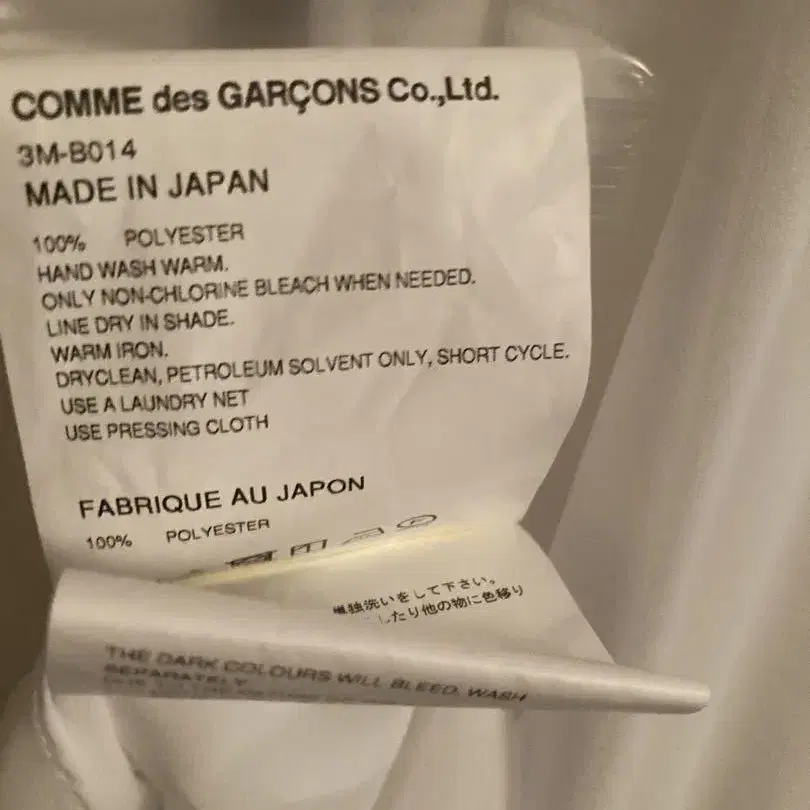 COMME des GARÇONS Co.,Ltd.
3M-B014
MADE IN JAPAN
100% POLYESTER
HAND WASH WARM.
ONLY NON-CHLORINE BLEACH WHEN NEEDED.
LINE DRY IN SHADE.
WARM IRON.
DRYCLEAN, PETROLEUM SOLVENT ONLY, SHORT CYCLE.
USE A LAUNDRY NET
USE PRESSING CLOTH
FABRIQUE AU JAPON
100% POLYESTER
単独洗いをして下さい。
したり他の物に色移り
THE DARK COLOURS WILL BLEED. WASH
SEPARATELY